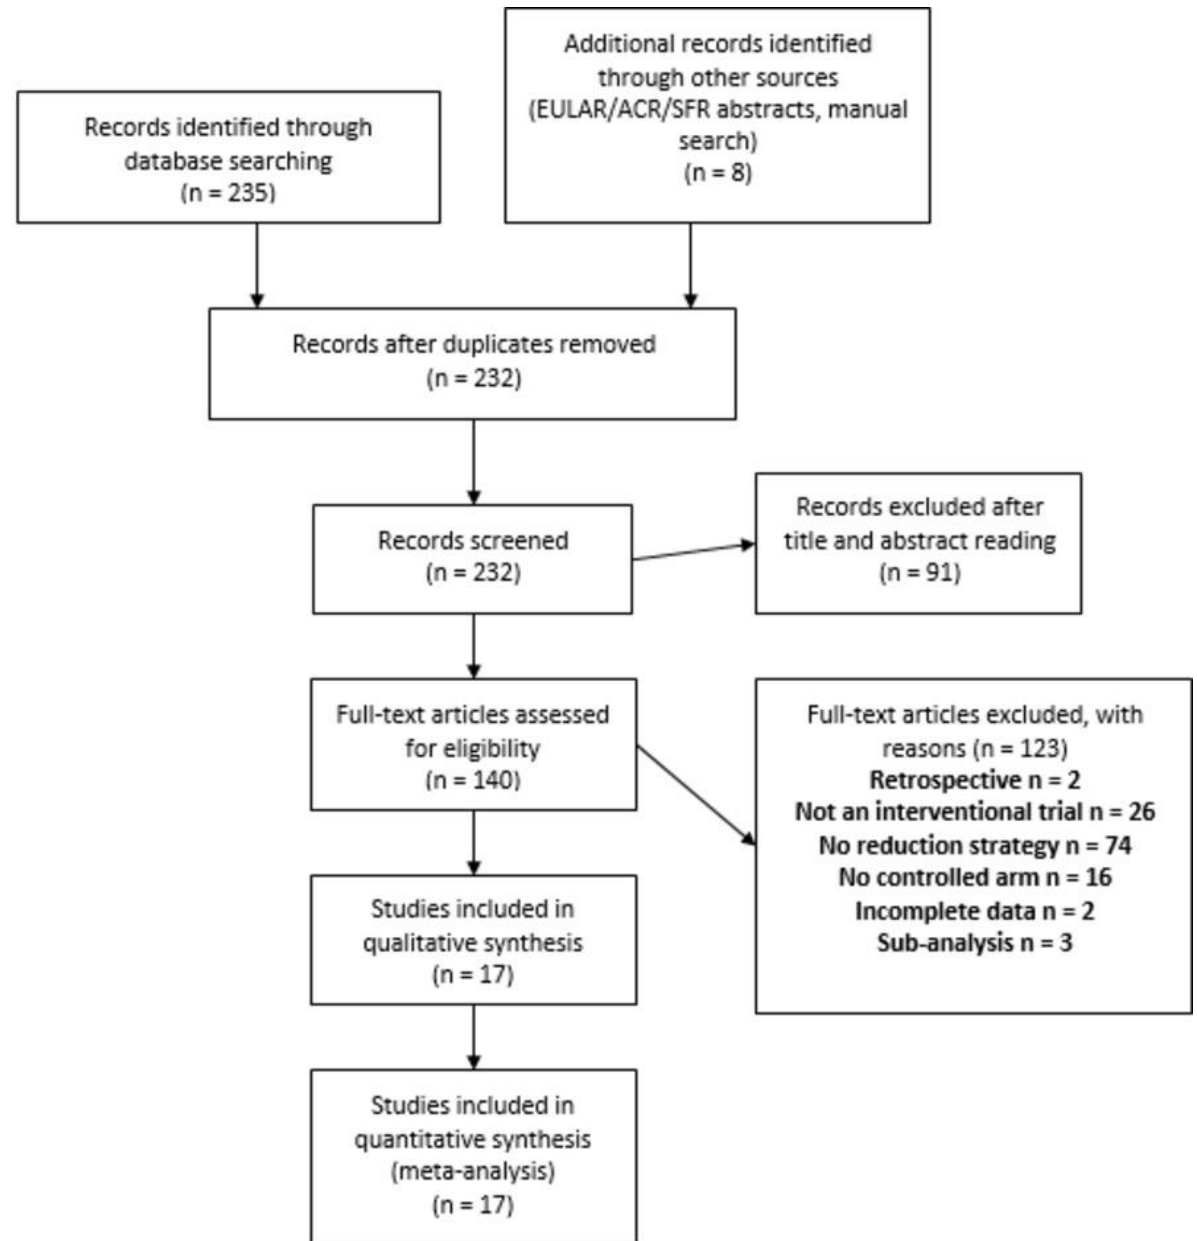 Records identified through
database searching
(n = 235)
Additional records identified
through other sources
(EULAR/ACR/SFR abstracts, manual
search)
(n = 8)
Records after duplicates removed
(n = 232)
Records screened
(n = 232)
Records excluded after
title and abstract reading
(n = 91)
Full-text articles assessed
for eligibility
(n = 140)
Full-text articles excluded, with
reasons (n = 123)
Retrospective n = 2
Not an interventional trial n = 26
No reduction strategy n = 74
No controlled arm n = 16
Incomplete data n = 2
Sub-analysis n = 3
Studies included in
qualitative synthesis
(n = 17)
Studies included in
quantitative synthesis
(meta-analysis)
(n = 17)